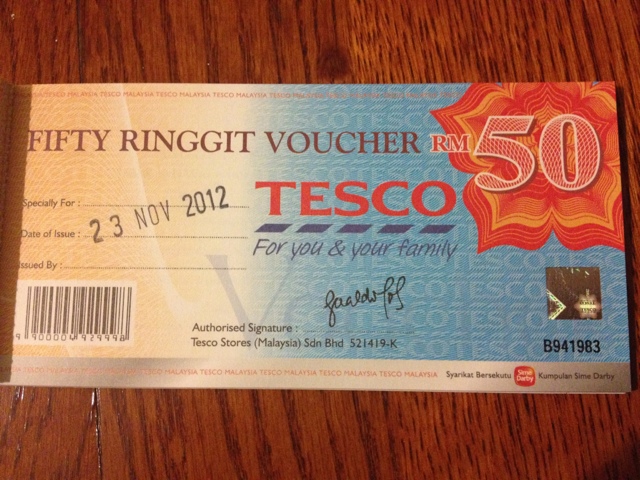 TESCO MALAYSIA TESCO MALAYSIA TESCO MALAYSIA TESCO MALAYSIA TESCO MALAYSIA TESCO MALAYSIA
FIFTY RINGGIT VOUCHER RM 50
Specially For :
Date of Issue : 23 NOV 2012
Issued By :
TESCO
For you & your family
Authorised Signature :
Tesco Stores (Malaysia) Sdn Bhd 521419-K
TESCO
B941983
TESCO MALAYSIA TESCO MALAYSIA TESCO MALAYSIA TESCO MALAYSIA TESCO MALAYSIA TESCO MALAYSIA
Syarikat Bersekutu Sime Darby Kumpulan Sime Darby